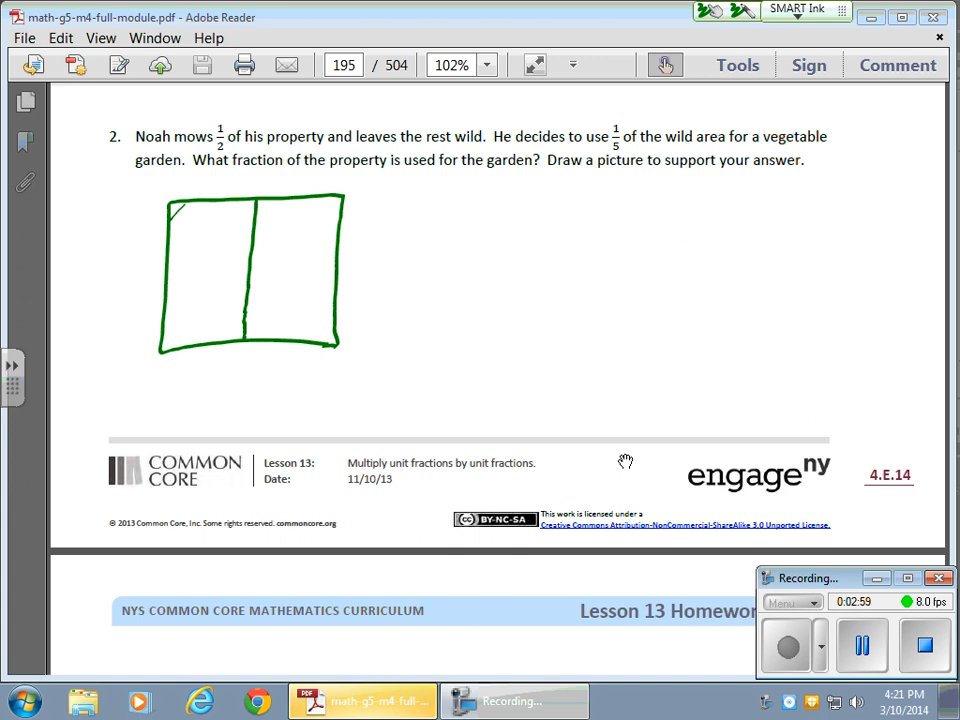 math-g5-m4-full-module.pdf - Adobe Reader
SMART Ink
File Edit View Window Help
195 / 504 102% Tools Sign Comment
2. Noah mows 1/2 of his property and leaves the rest wild. He decides to use 1/5 of the wild area for a vegetable
garden. What fraction of the property is used for the garden? Draw a picture to support your answer.
COMMON
CORE
Lesson 13: Multiply unit fractions by unit fractions.
Date: 11/10/13
engageny
4.E.14
© 2013 Common Core, Inc. Some rights reserved. commoncore.org
cc BY-NC-SA
This work is licensed under a
Creative Commons Attribution-NonCommercial-ShareAlike 3.0 Unported License.
NYS COMMON CORE MATHEMATICS CURRICULUM
Lesson 13 Homewor
Recording...
Menu 0:02:59 8.0 fps
PDF math-g5-m4-full-... Recording...
4:21 PM
3/10/2014